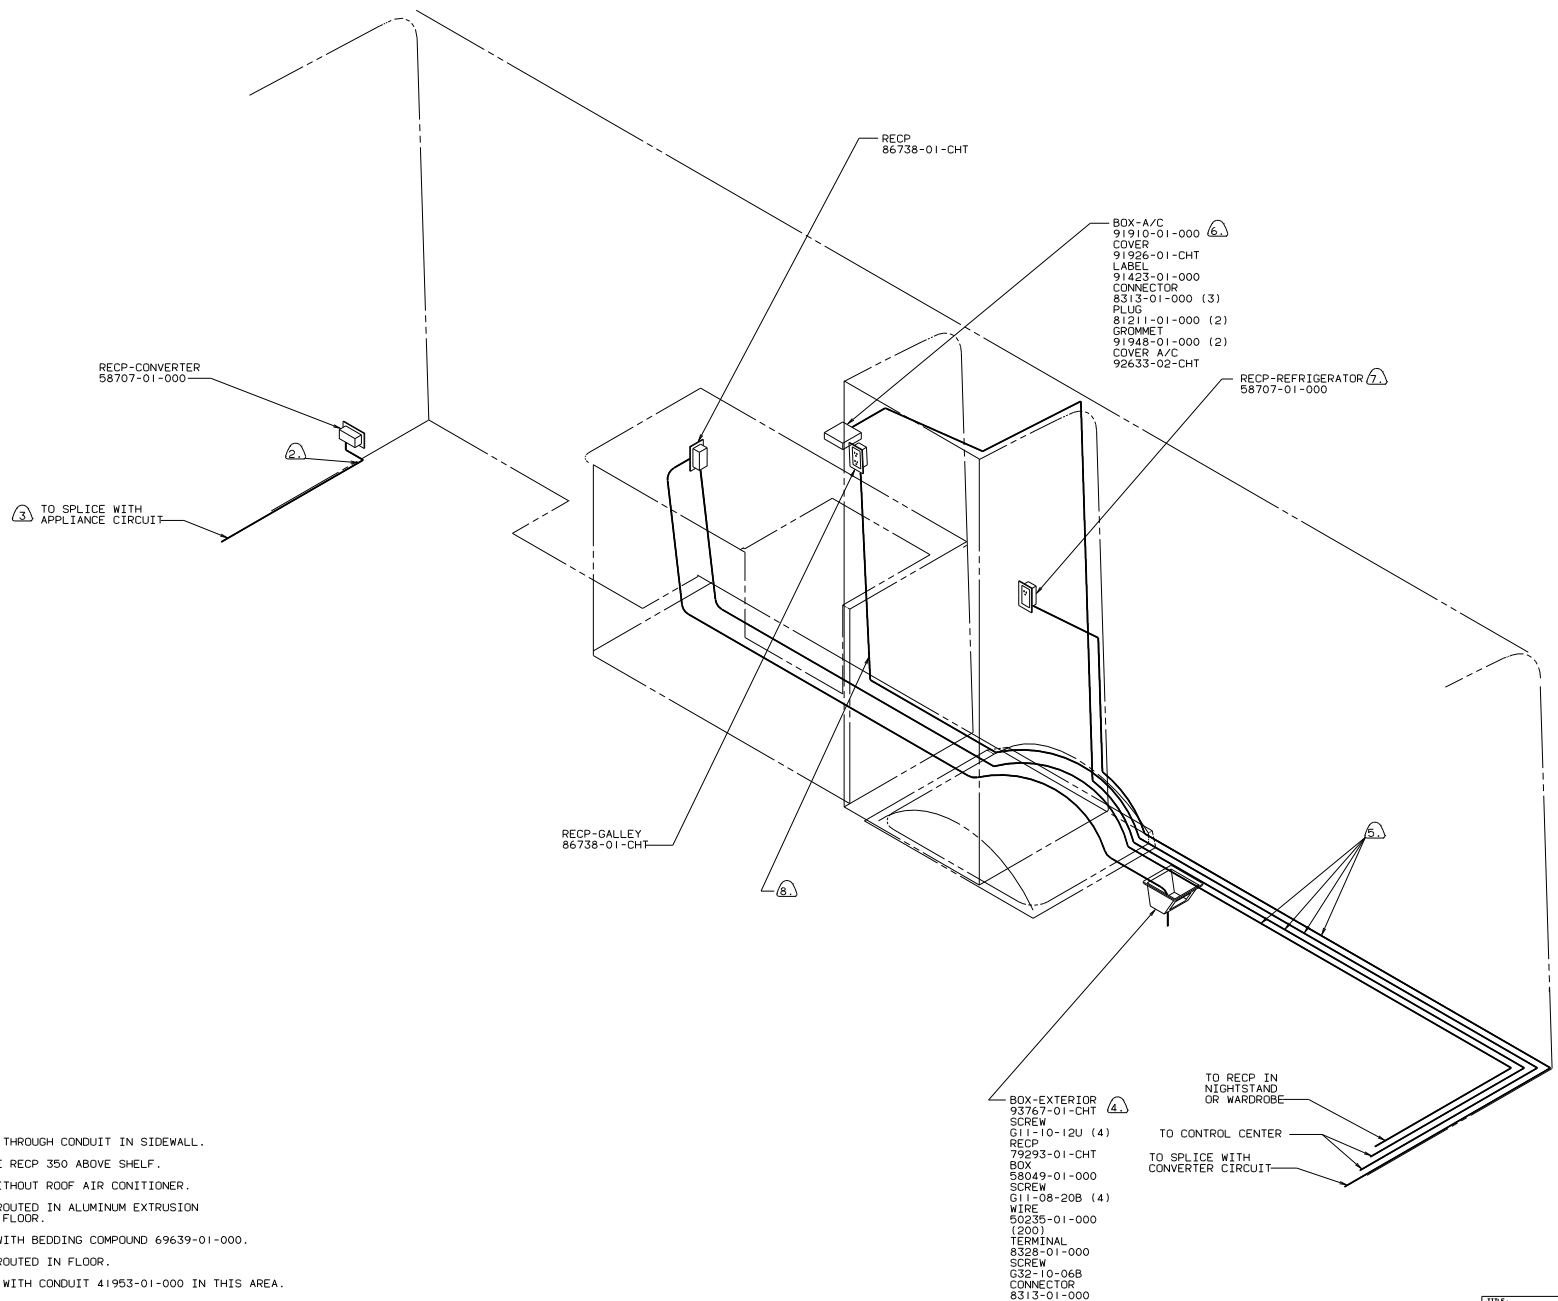 RECP
86738-01-CHT
BOX-A/C
91910-01-000 6.
COVER
91926-01-CHT
LABEL
91423-01-000
CONNECTOR
8313-01-000 (3)
PLUG
81211-01-000 (2)
GROMMET
91948-01-000 (2)
COVER A/C
92633-02-CHT
RECP-CONVERTER
58707-01-000
RECP-REFRIGERATOR 7.
58707-01-000
2.
3 TO SPLICE WITH
APPLIANCE CIRCUIT
RECP-GALLEY
86738-01-CHT
8.
5.
BOX-EXTERIOR
93767-01-CHT 4.
SCREW
G11-10-12U (4)
RECP
79293-01-CHT
BOX
58049-01-000
SCREW
G11-08-20B (4)
WIRE
50235-01-000
(200)
TERMINAL
8328-01-000
SCREW
G32-10-06B
CONNECTOR
8313-01-000
TO RECP IN
NIGHTSTAND
OR WARDROBE
TO CONTROL CENTER
TO SPLICE WITH
CONVERTER CIRCUIT
THROUGH CONDUIT IN SIDEWALL.
RECP 350 ABOVE SHELF.
ITHOUT ROOF AIR CONITIONER.
ROUTED IN ALUMINUM EXTRUSION
FLOOR.
WITH BEDDING COMPOUND 69639-01-000.
ROUTED IN FLOOR.
WITH CONDUIT 41953-01-000 IN THIS AREA.